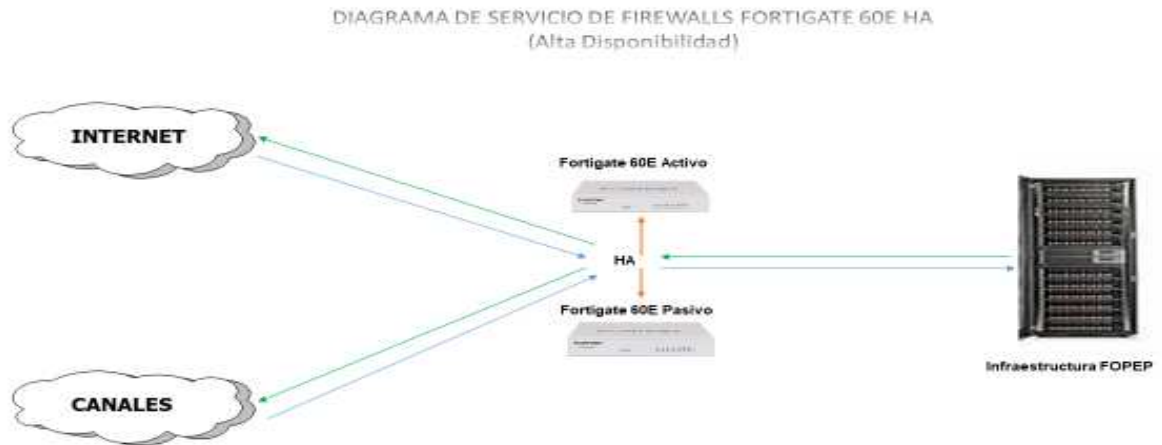 DIAGRAMA DE SERVICIO DE FIREWALLS FORTIGATE 60E HA
(Alta Disponibilidad)
INTERNET
Fortigate 60E Activo
HA
Fortigate 60E Pasivo
Infraestructura FOPEP
CANALES